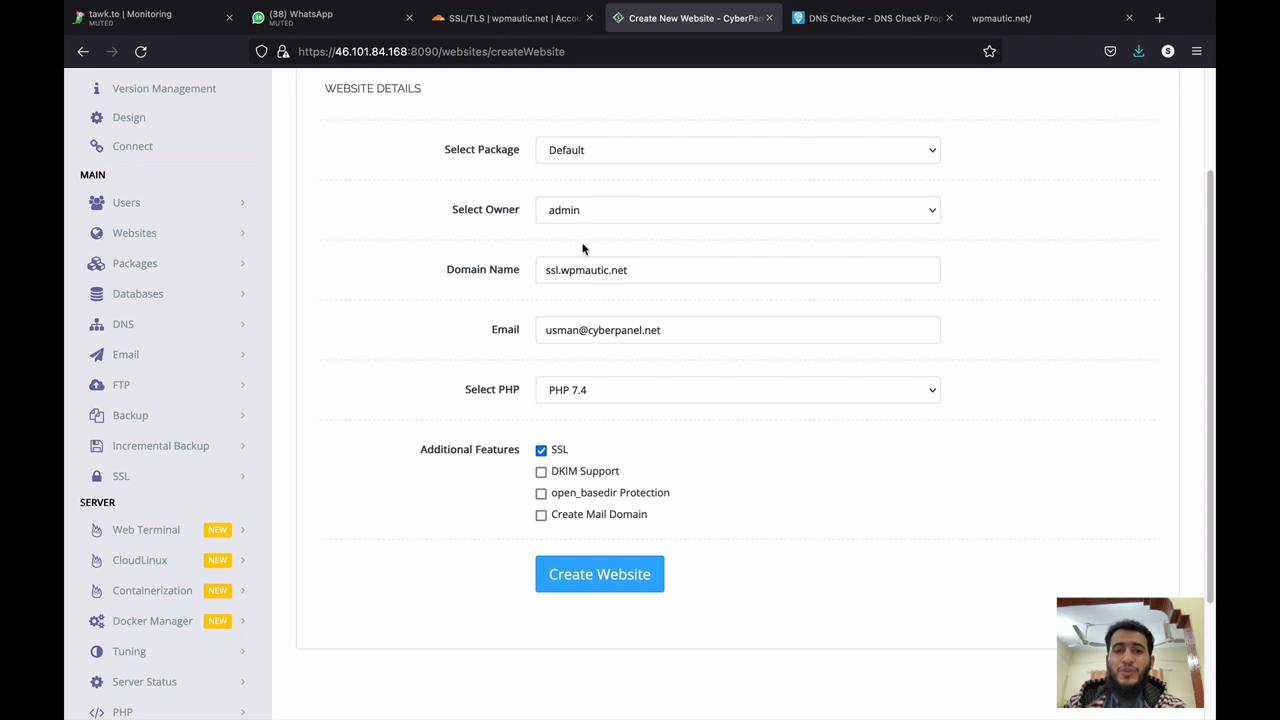 tawk.to | Monitoring
MUTED
(38) WhatsApp
MUTED
SSL/TLS | wpmautic.net | Accou
Create New Website - CyberPan
DNS Checker - DNS Check Prop
wpmautic.net/
https://46.101.84.168:8090/websites/createWebsite
S
Version Management
Design
Connect
MAIN
Users
Websites
Packages
Databases
DNS
Email
FTP
Backup
Incremental Backup
SSL
SERVER
Web Terminal NEW
CloudLinux NEW
Containerization NEW
Docker Manager NEW
Tuning
Server Status
PHP
WEBSITE DETAILS
Select Package Default
Select Owner admin
Domain Name ssl.wpmautic.net
Email usman@cyberpanel.net
Select PHP PHP 7.4
Additional Features SSL
DKIM Support
open_basedir Protection
Create Mail Domain
Create Website